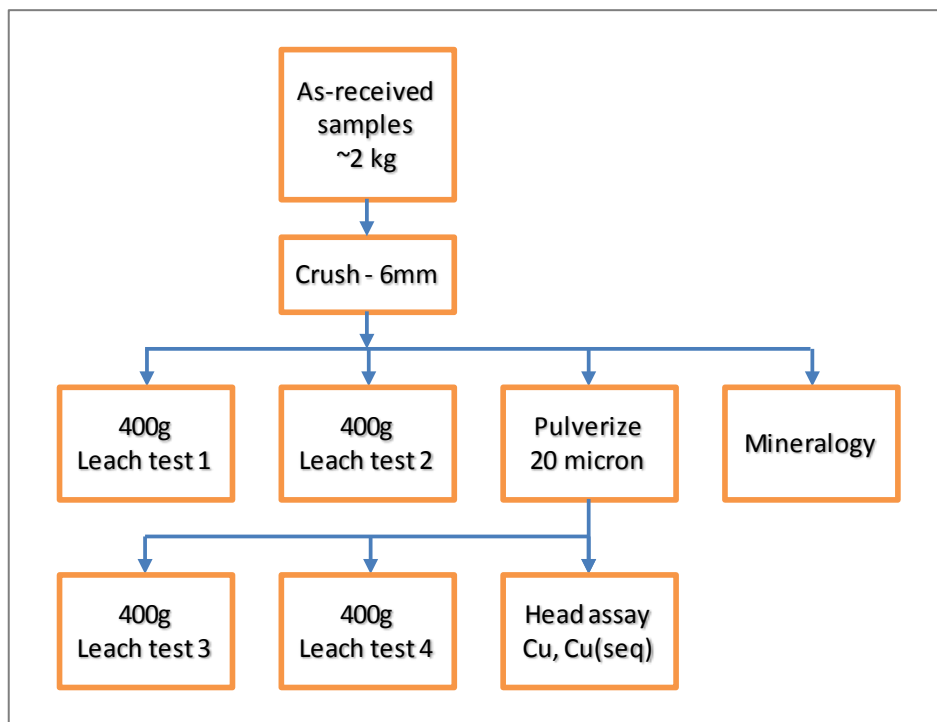 As-received
samples
~2 kg
Crush - 6mm
400g
Leach test 1
400g
Leach test 2
Pulverize
20 micron
Mineralogy
400g
Leach test 3
400g
Leach test 4
Head assay
Cu, Cu(seq)